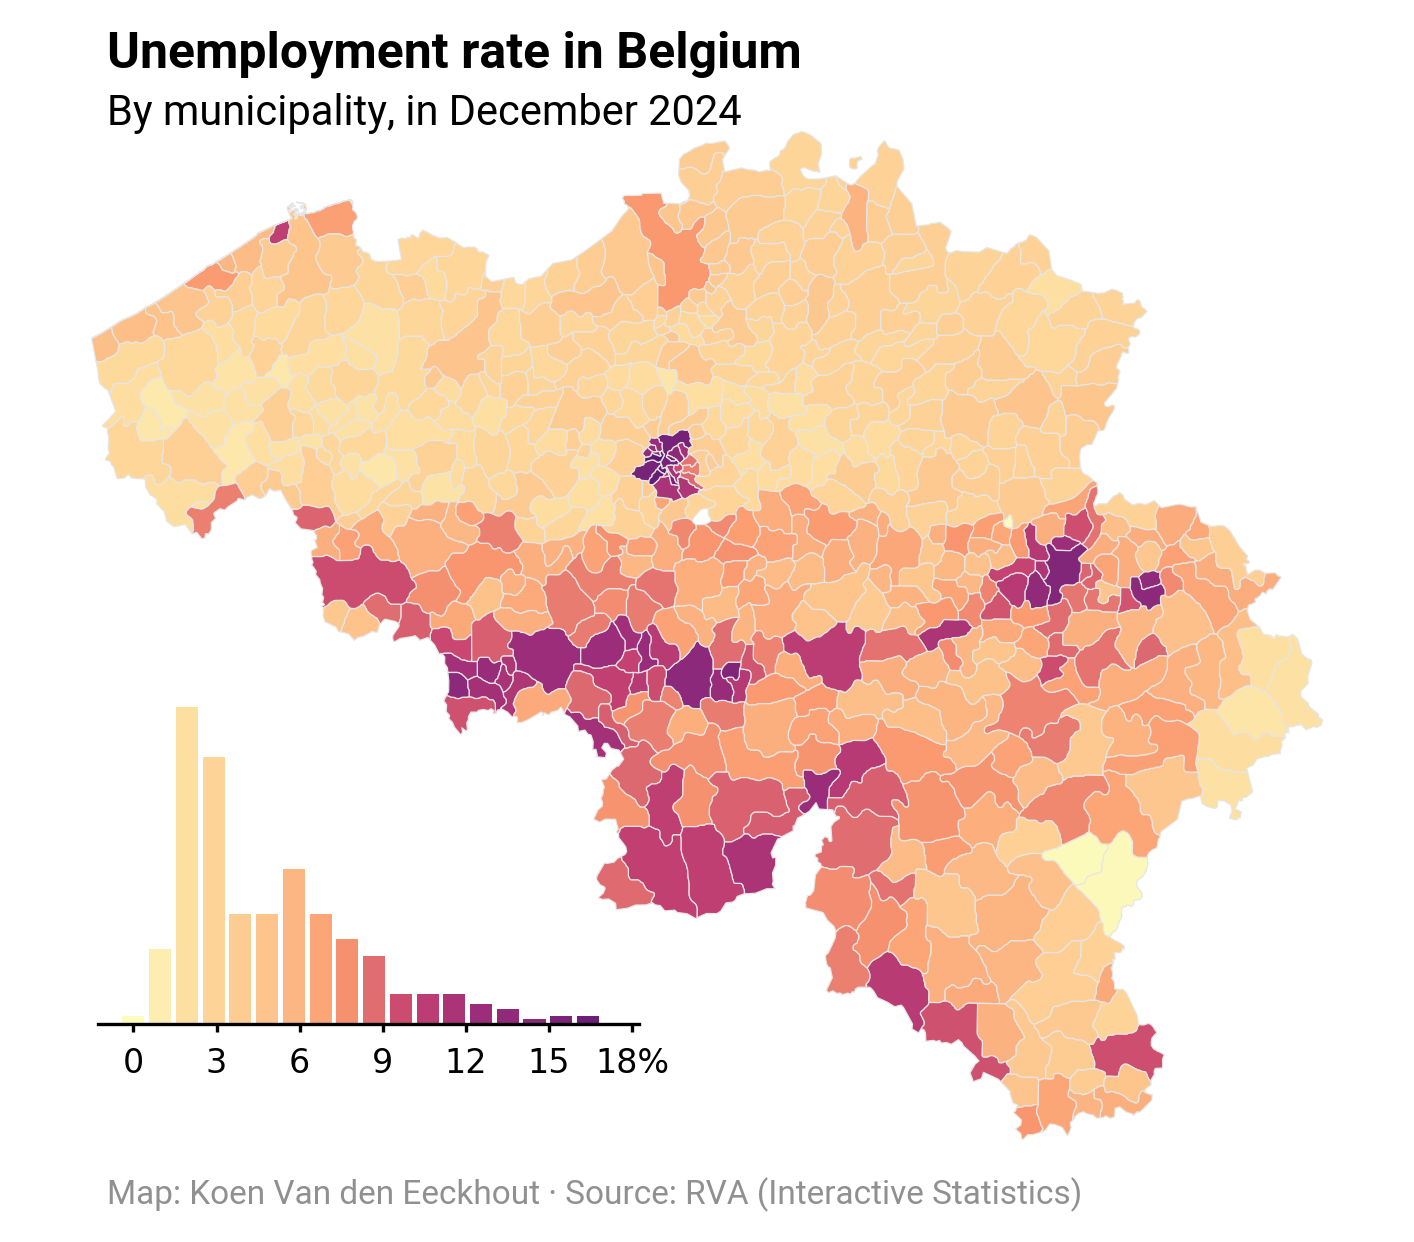 Unemployment rate in Belgium
By municipality, in December 2024
0 3 6 9 12 15 18%
Map: Koen Van den Eeckhout · Source: RVA (Interactive Statistics)